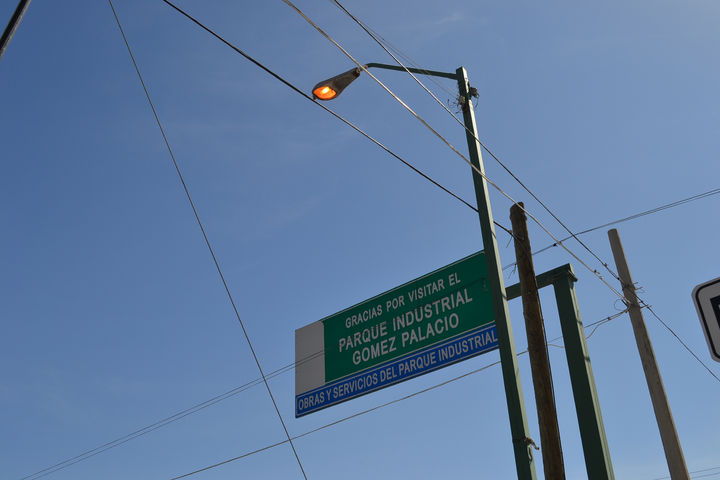 GRACIAS POR VISITAR EL
PARQUE INDUSTRIAL
GOMEZ PALACIO
OBRAS Y SERVICIOS DEL PARQUE INDUSTRIAL